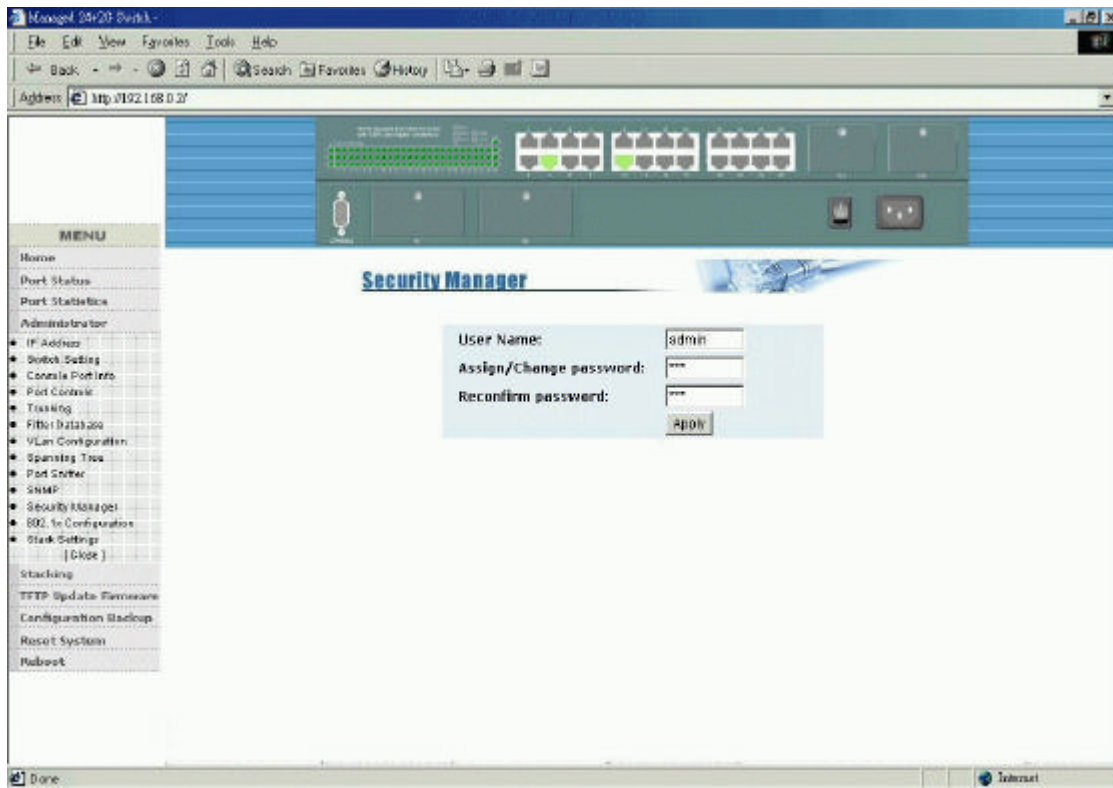 Managed 24+2G Switch -
File Edit View Favorites Tools Help
Back Search Favorites History
Address http://192.168.0.2/
MENU
Home
Port Status
Port Statistics
Administrator
IP Address
Switch Setting
Console Port Info
Port Controls
Trunking
Filter Database
VLan Configuration
Spanning Tree
Port Sniffer
SNMP
Security Manager
802.1x Configuration
Stack Settings
[ Close ]
Stacking
TFTP Update Firmware
Configuration Backup
Reset System
Reboot
Security Manager
User Name: admin
Assign/Change password: ***
Reconfirm password: ***
Apply
Done Internet